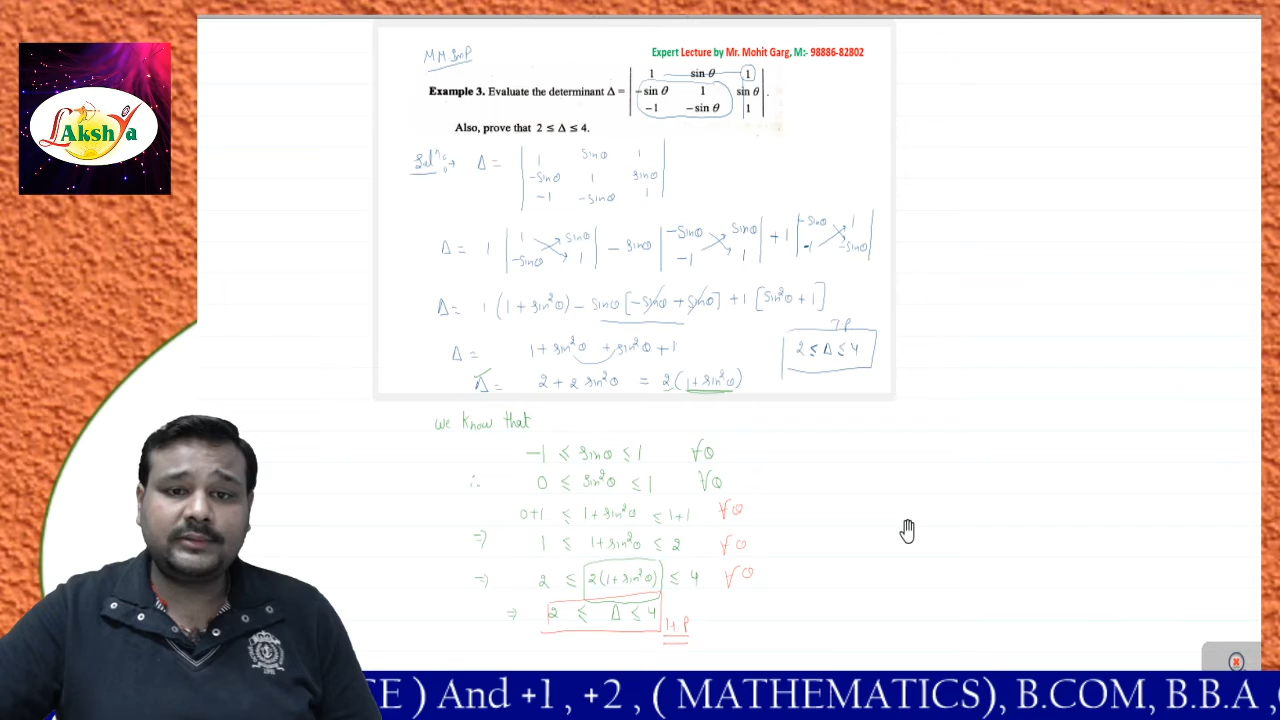 Lakshya
MM Imp
Expert Lecture by Mr. Mohit Garg, M:- 98886-82802
Example 3. Evaluate the determinant Δ = | 1 sin θ 1 |
| −sin θ 1 sin θ | .
| −1 −sin θ 1 |
Also, prove that 2 ≤ Δ ≤ 4.
Solⁿ: → Δ = | 1 sinθ 1 |
| −sinθ 1 sinθ |
| −1 −sinθ 1 |
Δ = 1 | 1 sinθ | − sinθ | −sinθ sinθ | + 1 | −sinθ 1 |
| −sinθ 1 | | −1 1 | | −1 −sinθ |
Δ = 1 (1 + sin²θ) − sinθ [−sinθ + sinθ] + 1 [sin²θ + 1]
Δ = 1 + sin²θ + sin²θ + 1
T.P
2 ≤ Δ ≤ 4
Δ = 2 + 2 sin²θ = 2(1 + sin²θ)
we know that
−1 ≤ sinθ ≤ 1 ∀θ
∴ 0 ≤ sin²θ ≤ 1 ∀θ
0+1 ≤ 1 + sin²θ ≤ 1+1 ∀θ
⇒ 1 ≤ 1 + sin²θ ≤ 2 ∀θ
⇒ 2 ≤ 2(1 + sin²θ) ≤ 4 ∀θ
⇒ 2 ≤ Δ ≤ 4
H.P
CE ) And +1 , +2 , ( MATHEMATICS), B.COM, B.B.A ,